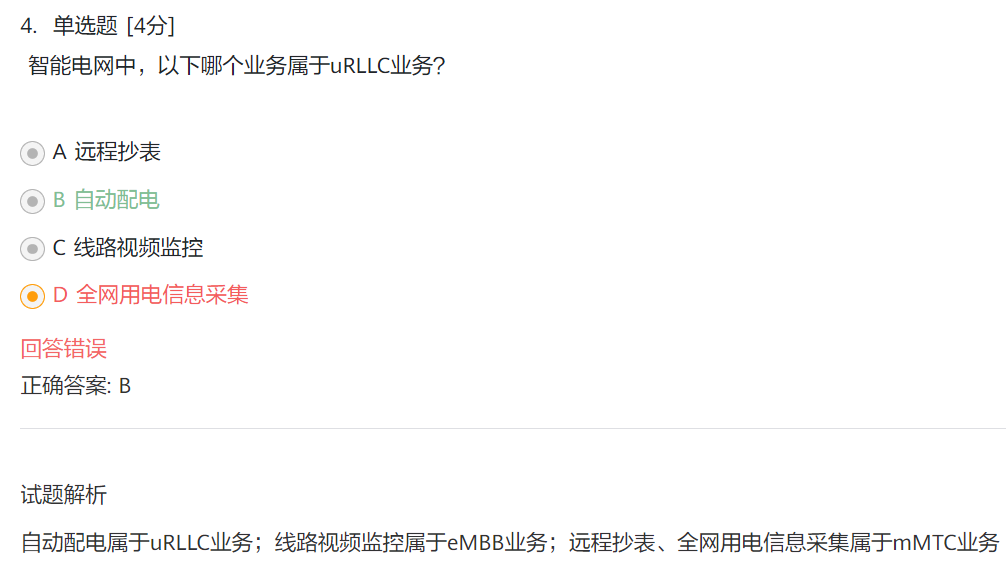 4. 单选题 [4分]
智能电网中，以下哪个业务属于uRLLC业务?
A 远程抄表
B 自动配电
C 线路视频监控
D 全网用电信息采集
回答错误
正确答案: B
试题解析
自动配电属于uRLLC业务；线路视频监控属于eMBB业务；远程抄表、全网用电信息采集属于mMTC业务